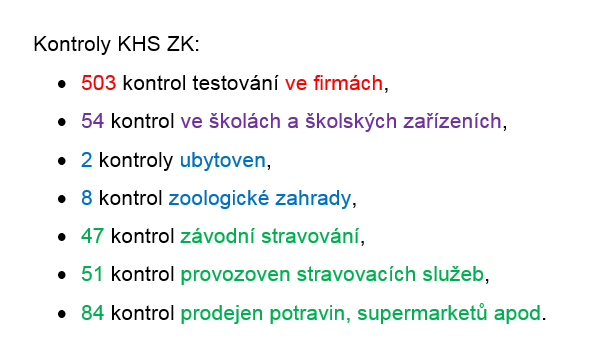 Kontroly KHS ZK:
• 503 kontrol testování ve firmách,
• 54 kontrol ve školách a školských zařízeních,
• 2 kontroly ubytoven,
• 8 kontrol zoologické zahrady,
• 47 kontrol závodní stravování,
• 51 kontrol provozoven stravovacích služeb,
• 84 kontrol prodejen potravin, supermarketů apod.